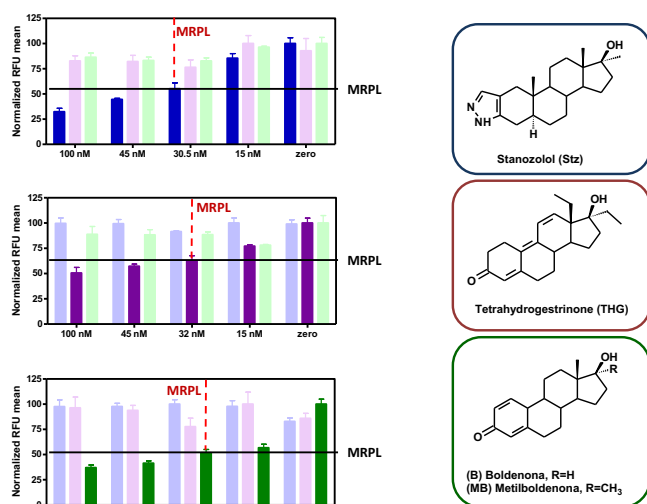 Normalized RFU mean
125
100
75
50
25
0
MRPL
MRPL
100 nM
45 nM
30.5 nM
15 nM
zero
OH
N
NH
H
Stanozolol (Stz)
Normalized RFU mean
125
100
75
50
25
0
MRPL
MRPL
100 nM
45 nM
32 nM
15 nM
zero
OH
O
Tetrahydrogestrinone (THG)
Normalized RFU mean
125
100
75
50
25
0
MRPL
MRPL
OH
R
O
(B) Boldenona, R=H
(MB) Metilboldenona, R=CH3